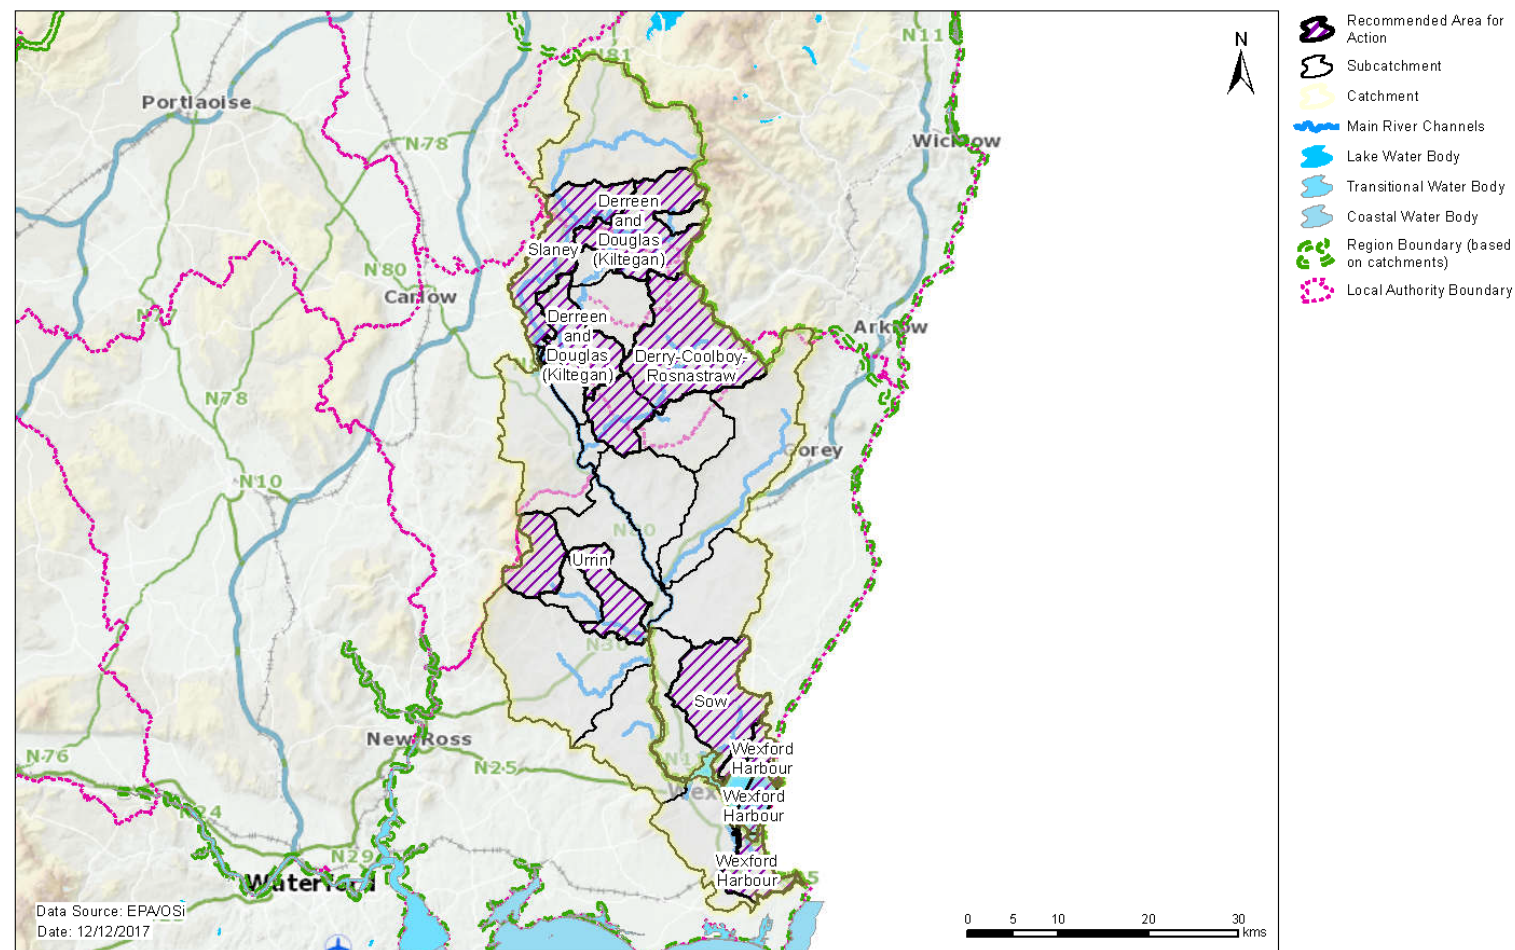 N81
N11
N
Portlaoise
N78
Wicklow
Derreen
and
Douglas
(Kiltegan)
Slaney
N80
Carlow
N77
Derreen
and
Douglas
(Kiltegan)
Arklow
Derry-Coolboy-
Rosnastraw
N78
Gorey
N10
N80
Urrin
N30
Sow
New Ross
N76
N25
Wexford
Harbour
Wexford
Harbour
N24
N29
Waterford
Wexford
Harbour
Data Source: EPA/OSi
Date: 12/12/2017
0 5 10 20 30
kms
Recommended Area for
Action
Subcatchment
Catchment
Main River Channels
Lake Water Body
Transitional Water Body
Coastal Water Body
Region Boundary (based
on catchments)
Local Authority Boundary